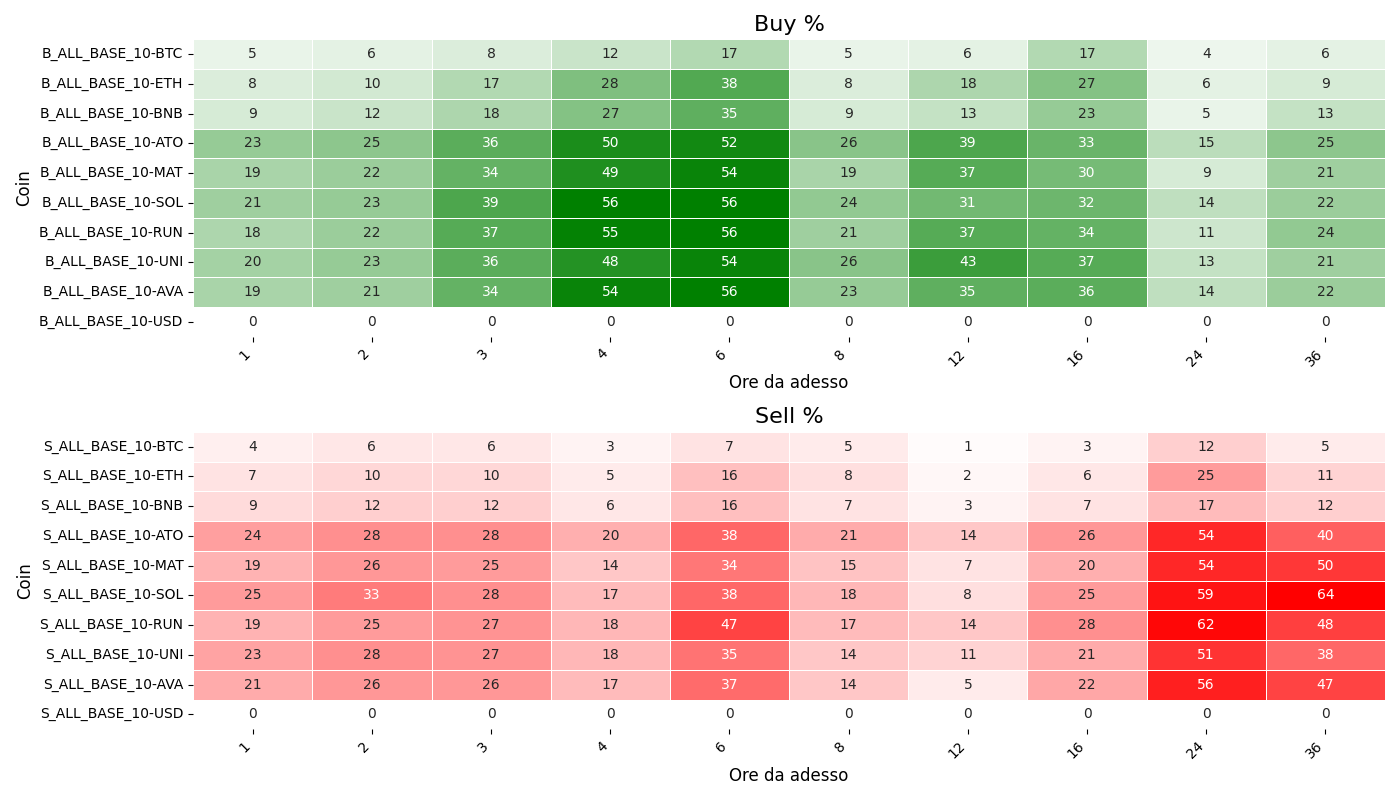 Buy %
Coin
B_ALL_BASE_10-BTC 5 6 8 12 17 5 6 17 4 6
B_ALL_BASE_10-ETH 8 10 17 28 38 8 18 27 6 9
B_ALL_BASE_10-BNB 9 12 18 27 35 9 13 23 5 13
B_ALL_BASE_10-ATO 23 25 36 50 52 26 39 33 15 25
B_ALL_BASE_10-MAT 19 22 34 49 54 19 37 30 9 21
B_ALL_BASE_10-SOL 21 23 39 56 56 24 31 32 14 22
B_ALL_BASE_10-RUN 18 22 37 55 56 21 37 34 11 24
B_ALL_BASE_10-UNI 20 23 36 48 54 26 43 37 13 21
B_ALL_BASE_10-AVA 19 21 34 54 56 23 35 36 14 22
B_ALL_BASE_10-USD 0 0 0 0 0 0 0 0 0 0
1 2 3 4 6 8 12 16 24 36
Ore da adesso
Sell %
Coin
S_ALL_BASE_10-BTC 4 6 6 3 7 5 1 3 12 5
S_ALL_BASE_10-ETH 7 10 10 5 16 8 2 6 25 11
S_ALL_BASE_10-BNB 9 12 12 6 16 7 3 7 17 12
S_ALL_BASE_10-ATO 24 28 28 20 38 21 14 26 54 40
S_ALL_BASE_10-MAT 19 26 25 14 34 15 7 20 54 50
S_ALL_BASE_10-SOL 25 33 28 17 38 18 8 25 59 64
S_ALL_BASE_10-RUN 19 25 27 18 47 17 14 28 62 48
S_ALL_BASE_10-UNI 23 28 27 18 35 14 11 21 51 38
S_ALL_BASE_10-AVA 21 26 26 17 37 14 5 22 56 47
S_ALL_BASE_10-USD 0 0 0 0 0 0 0 0 0 0
1 2 3 4 6 8 12 16 24 36
Ore da adesso